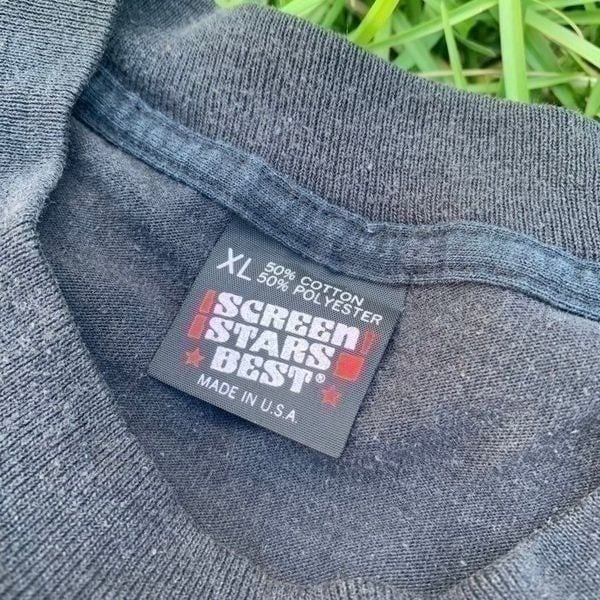 XL
50% COTTON
50% POLYESTER
SCREEN
STARS
BEST®
MADE IN U.S.A.